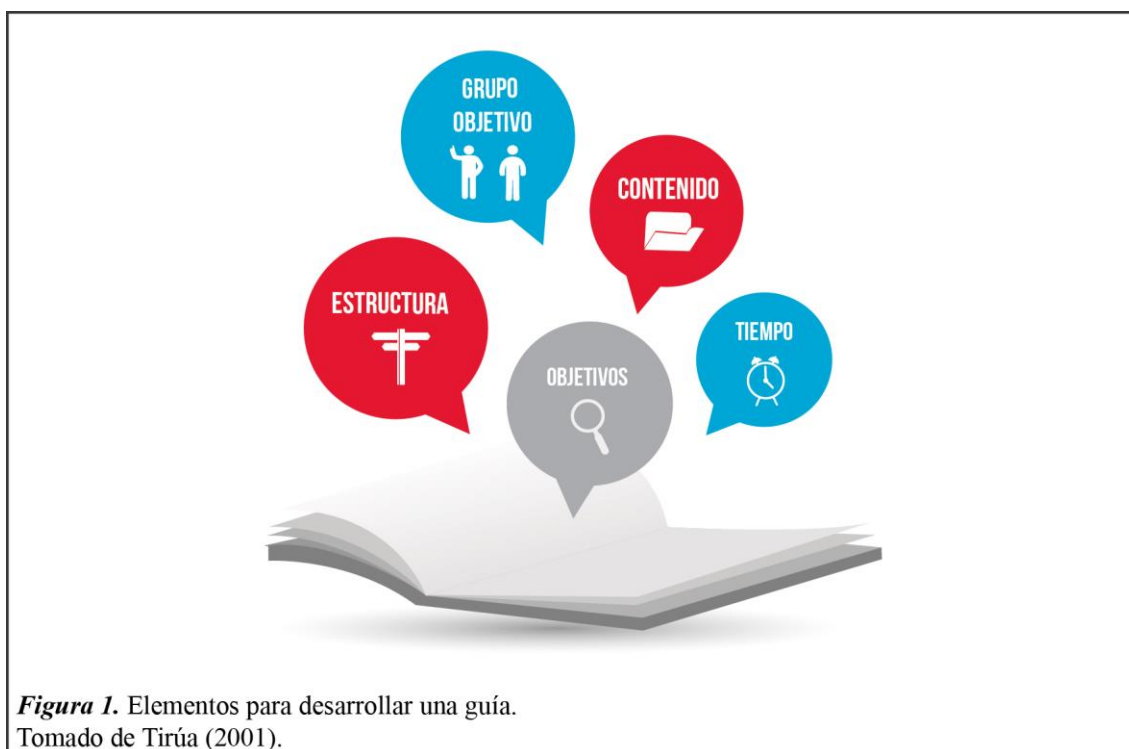 GRUPO
OBJETIVO
CONTENIDO
ESTRUCTURA
TIEMPO
OBJETIVOS
Figura 1. Elementos para desarrollar una guía.
Tomado de Tirúa (2001).